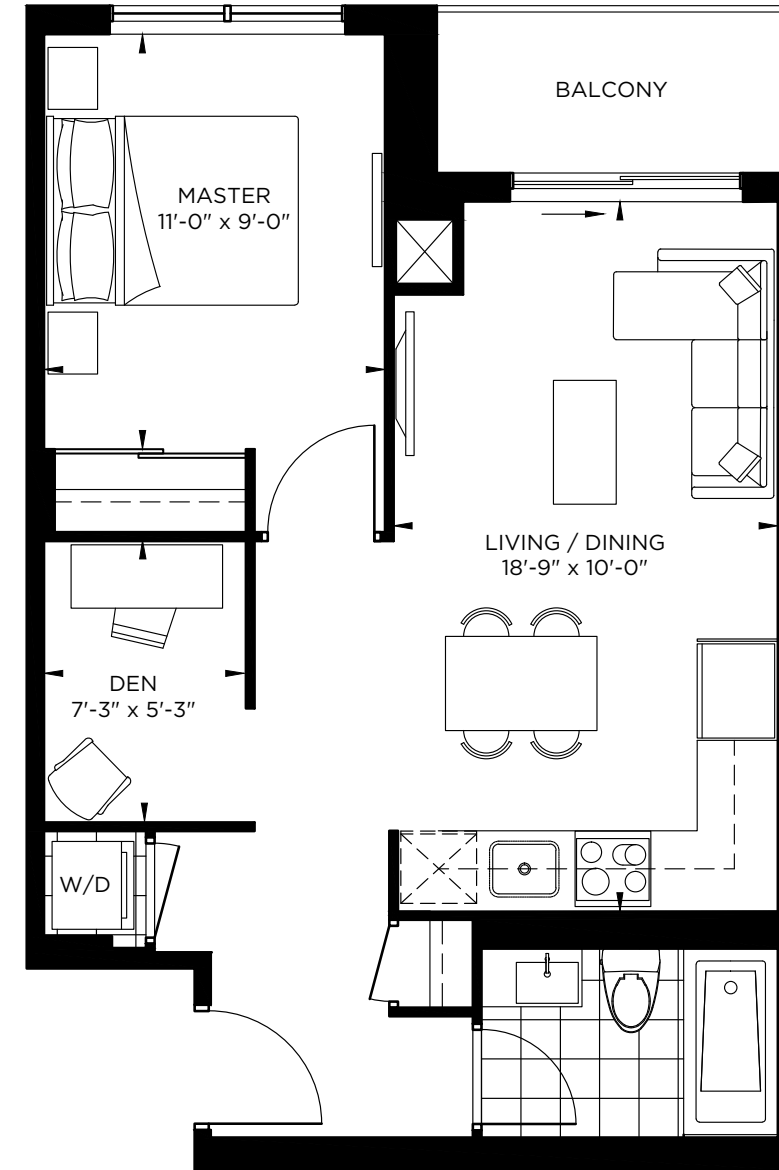 BALCONY
MASTER
11'-0" x 9'-0"
LIVING / DINING
18'-9" x 10'-0"
DEN
7'-3" x 5'-3"
W/D